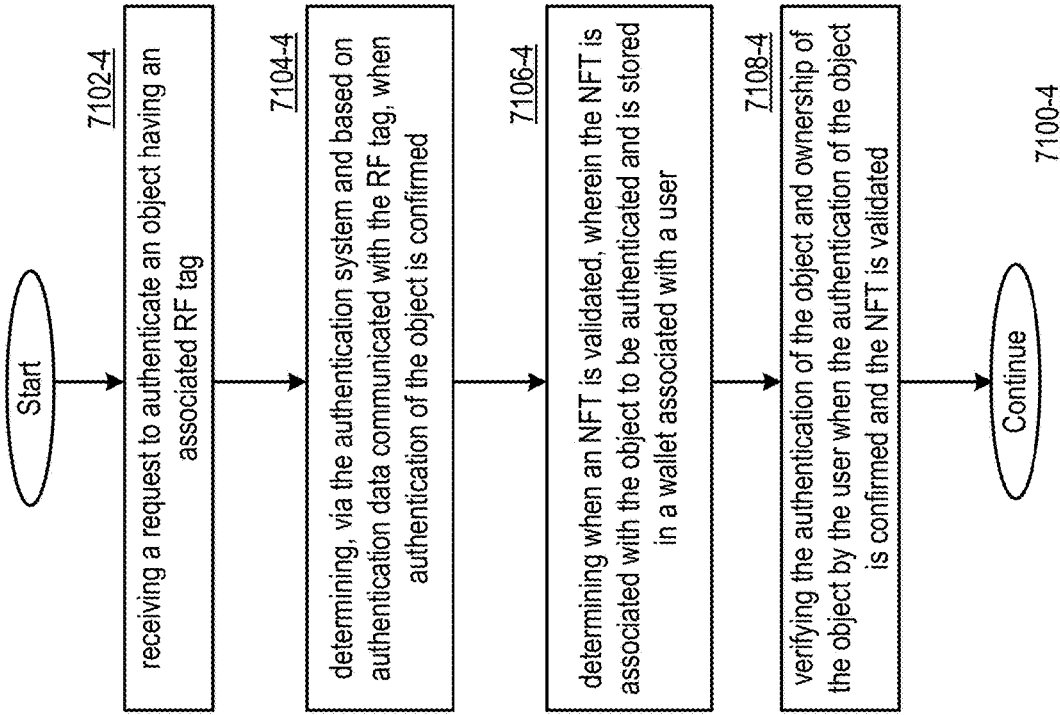 Start
7102-4
receiving a request to authenticate an object having an
associated RF tag
7104-4
determining, via the authentication system and based on
authentication data communicated with the RF tag, when
authentication of the object is confirmed
7106-4
determining when an NFT is validated, wherein the NFT is
associated with the object to be authenticated and is stored
in a wallet associated with a user
7108-4
verifying the authentication of the object and ownership of
the object by the user when the authentication of the object
is confirmed and the NFT is validated
Continue
7100-4